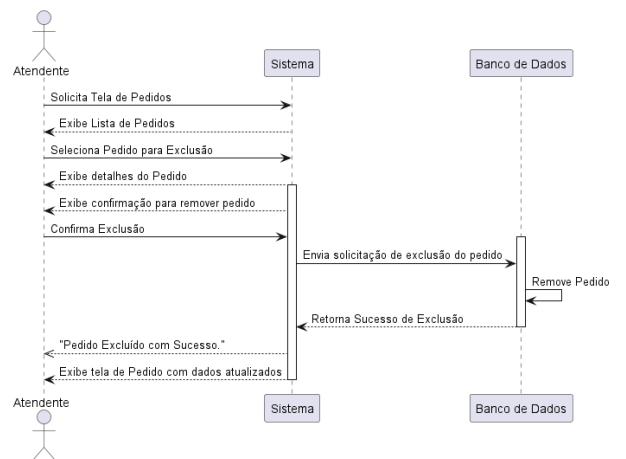 Atendente
Sistema
Banco de Dados
Solicita Tela de Pedidos
Exibe Lista de Pedidos
Seleciona Pedido para Exclusão
Exibe detalhes do Pedido
Exibe confirmação para remover pedido
Confirma Exclusão
Envia solicitação de exclusão do pedido
Remove Pedido
Retorna Sucesso de Exclusão
"Pedido Excluído com Sucesso."
Exibe tela de Pedido com dados atualizados
Atendente
Sistema
Banco de Dados